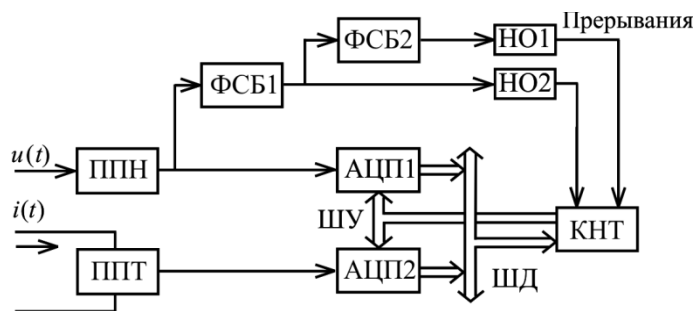 Прерывания
ФСБ2
НО1
ФСБ1
НО2
u(t)
ППН
АЦП1
i(t)
ШУ
КНТ
ППТ
АЦП2
ШД